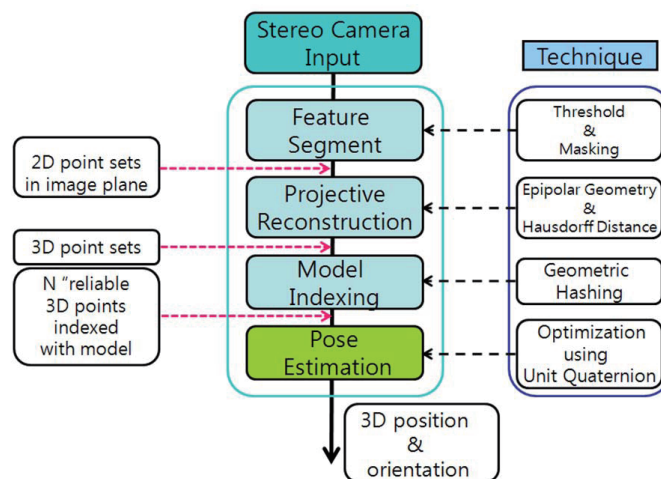 Stereo Camera
Input
Technique
Feature
Segment
Threshold
&
Masking
2D point sets
in image plane
Projective
Reconstruction
Epipolar Geometry
&
Hausdorff Distance
3D point sets
Model
Indexing
Geometric
Hashing
N “reliable
3D points
indexed
with model
Pose
Estimation
Optimization
using
Unit Quaternion
3D position
&
orientation